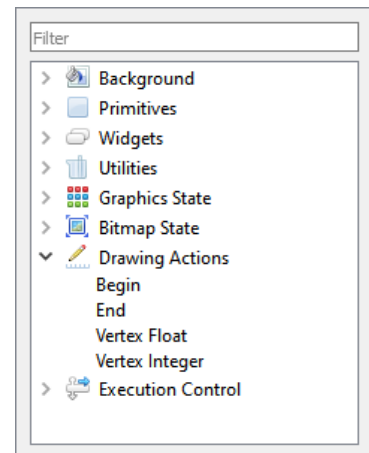 Filter
Background
Primitives
Widgets
Utilities
Graphics State
Bitmap State
Drawing Actions
Begin
End
Vertex Float
Vertex Integer
Execution Control